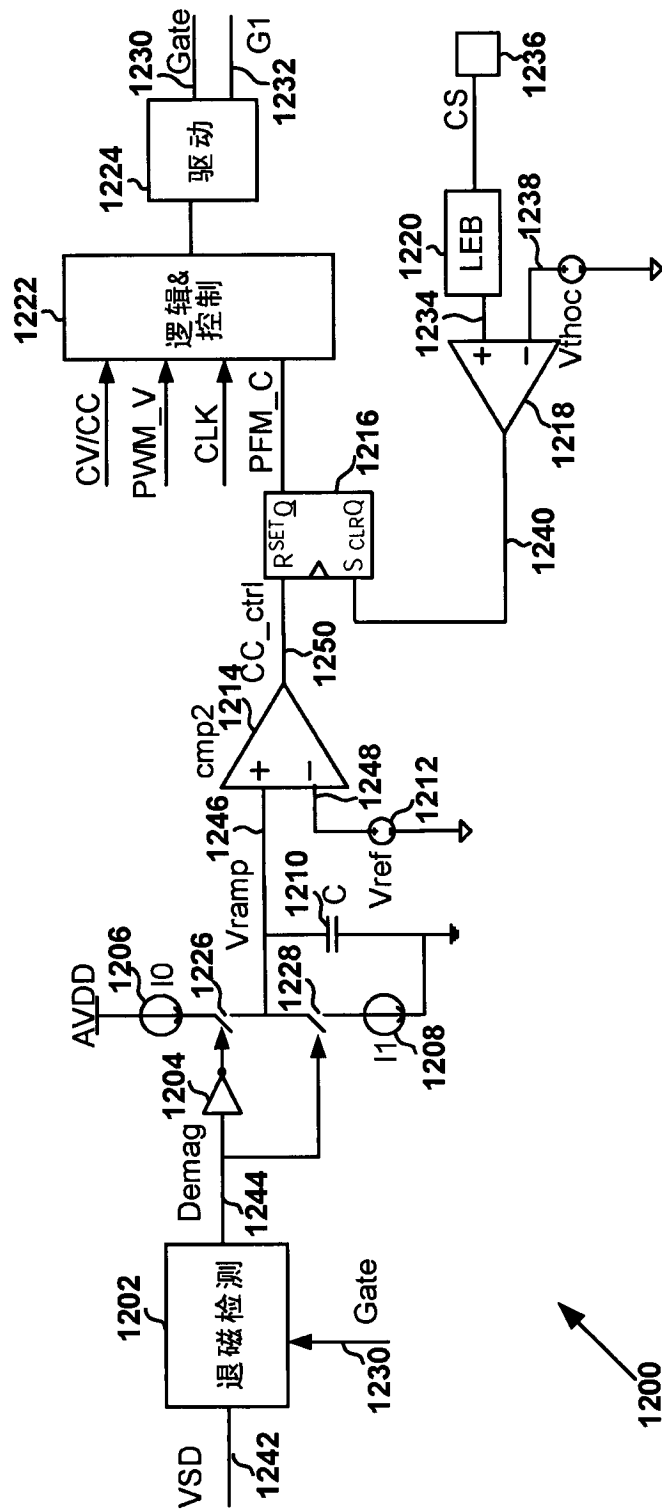 VSD
1242
1202
退磁检测
Gate
1230
Demag
1244
1204
AVDD
1206
I0
1226
1228
I1
1208
Vramp
1246
1210
C
Vref
1212
1248
cmp2
1214
+
−
CC_ctrl
1250
R SET Q
S CLR Q
1216
CV/CC
PWM_V
CLK
PFM_C
1222
逻辑&
控制
1224
驱动
1230
Gate
G1
1232
1240
1218
+
−
1234
1220
LEB
CS
1236
1238
Vthoc
1200